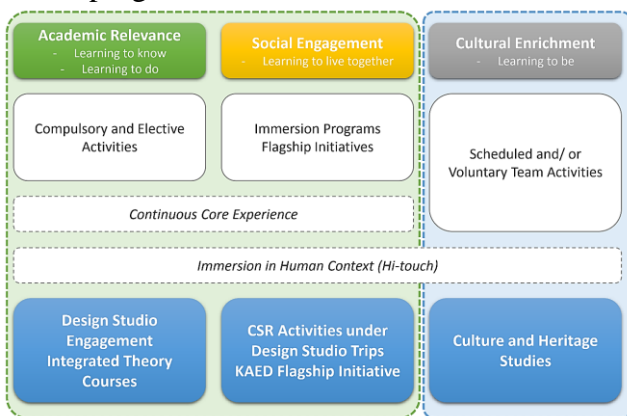 Academic Relevance
- Learning to know
- Learning to do
Social Engagement
- Learning to live together
Cultural Enrichment
- Learning to be
Compulsory and Elective
Activities
Immersion Programs
Flagship Initiatives
Scheduled and/ or
Voluntary Team Activities
Continuous Core Experience
Immersion in Human Context (Hi-touch)
Design Studio
Engagement
Integrated Theory
Courses
CSR Activities under
Design Studio Trips
KAED Flagship Initiative
Culture and Heritage
Studies